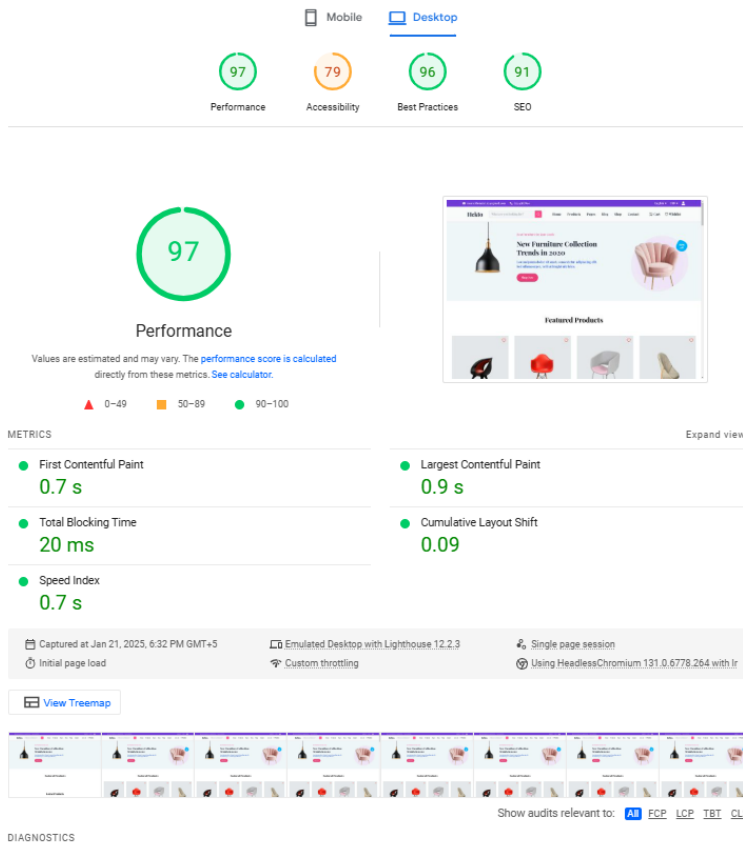 Mobile
Desktop
97
79
96
91
Performance
Accessibility
Best Practices
SEO
97
Performance
Values are estimated and may vary. The performance score is calculated
directly from these metrics. See calculator.
0–49
50–89
90–100
Hekto
Home
Products
New Furniture Collection
Trends in 2020
Featured Products
METRICS
Expand view
First Contentful Paint
0.7 s
Largest Contentful Paint
0.9 s
Total Blocking Time
20 ms
Cumulative Layout Shift
0.09
Speed Index
0.7 s
Captured at Jan 21, 2025, 6:32 PM GMT+5
Emulated Desktop with Lighthouse 12.2.3
Single page session
Initial page load
Custom throttling
Using HeadlessChromium 131.0.6778.264 with lr
View Treemap
Show audits relevant to: All FCP LCP TBT CL
DIAGNOSTICS